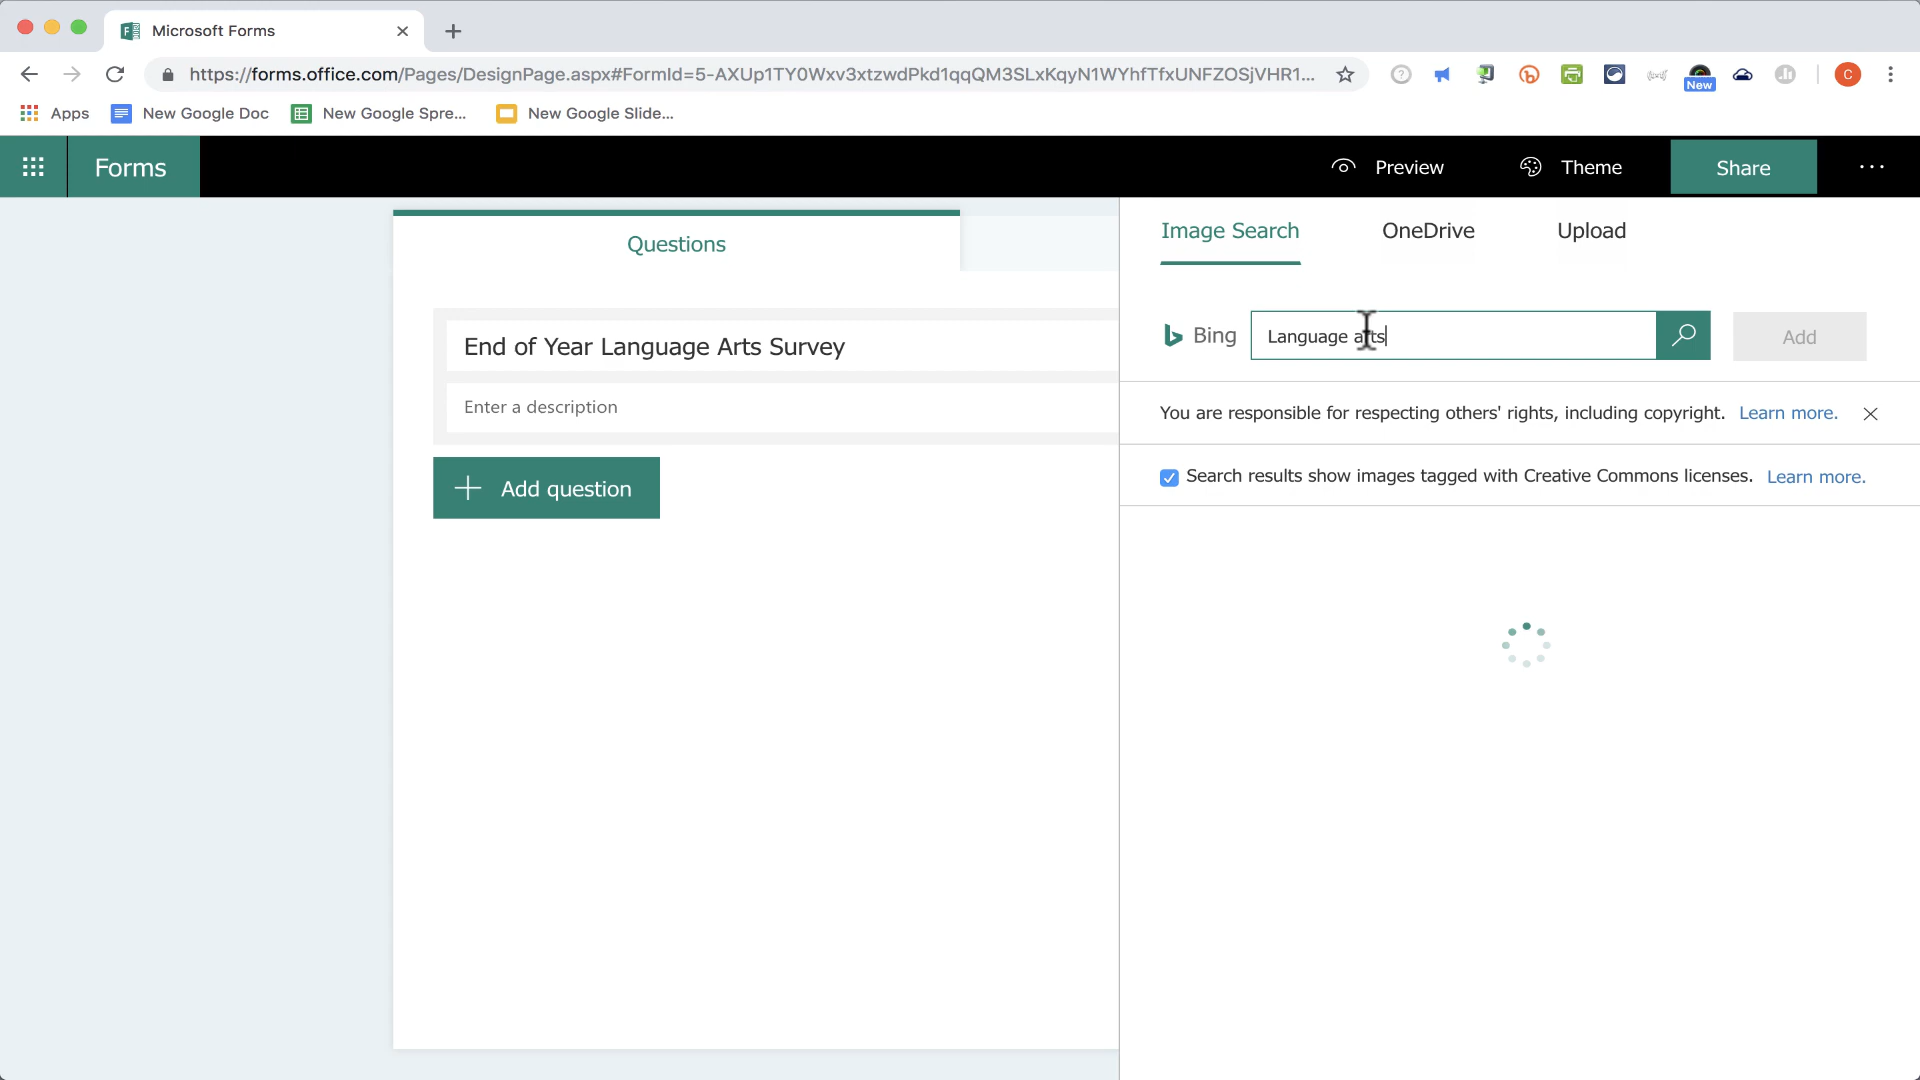 Microsoft Forms
https://forms.office.com/Pages/DesignPage.aspx#FormId=5-AXUp1TY0Wxv3xtzwdPkd1qqQM3SLxKqyN1WYhfTfxUNFZOSjVHR1...
New
C
Apps
New Google Doc
New Google Spre...
New Google Slide...
Forms
Preview
Theme
Share
Questions
Image Search
OneDrive
Upload
End of Year Language Arts Survey
Bing
Language arts
Add
Enter a description
You are responsible for respecting others' rights, including copyright. Learn more.
Search results show images tagged with Creative Commons licenses. Learn more.
Add question